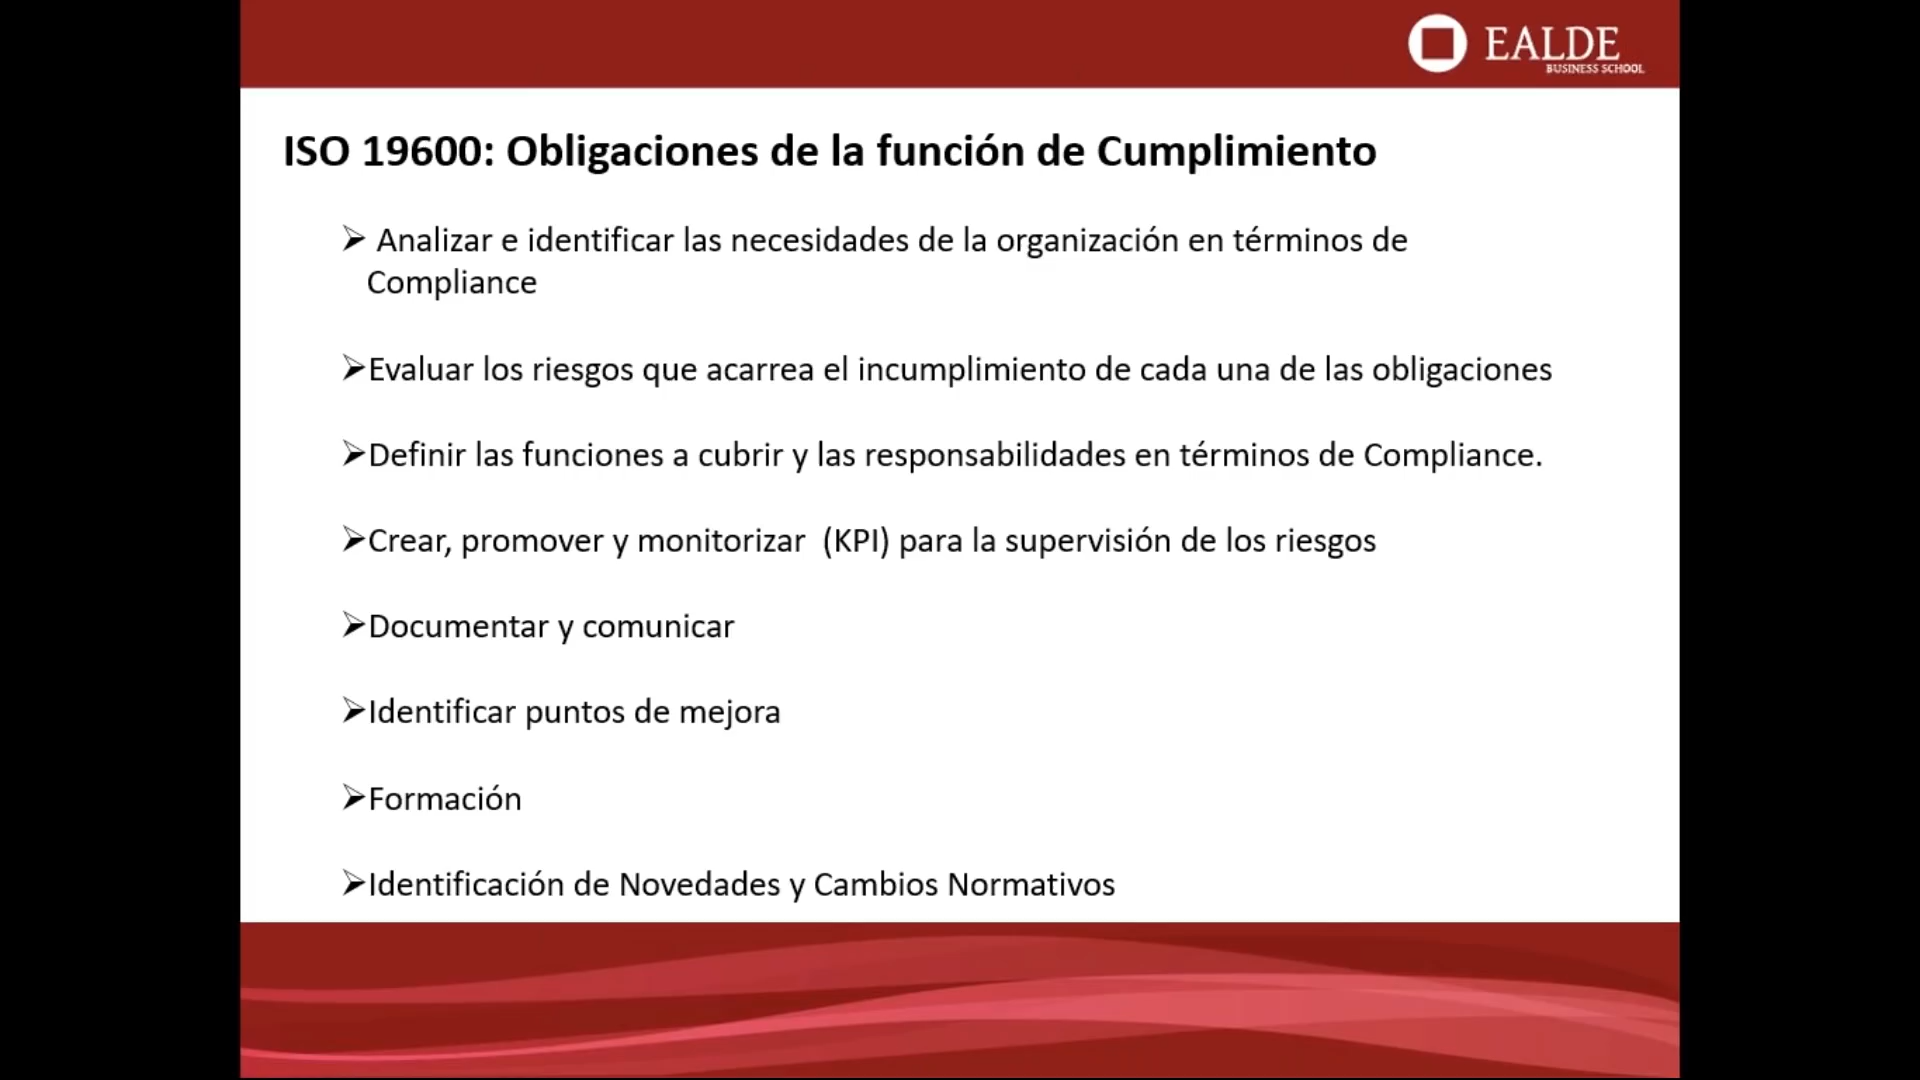 EALDE
BUSINESS SCHOOL
ISO 19600: Obligaciones de la función de Cumplimiento
➢ Analizar e identificar las necesidades de la organización en términos de
Compliance
➢Evaluar los riesgos que acarrea el incumplimiento de cada una de las obligaciones
➢Definir las funciones a cubrir y las responsabilidades en términos de Compliance.
➢Crear, promover y monitorizar  (KPI) para la supervisión de los riesgos
➢Documentar y comunicar
➢Identificar puntos de mejora
➢Formación
➢Identificación de Novedades y Cambios Normativos